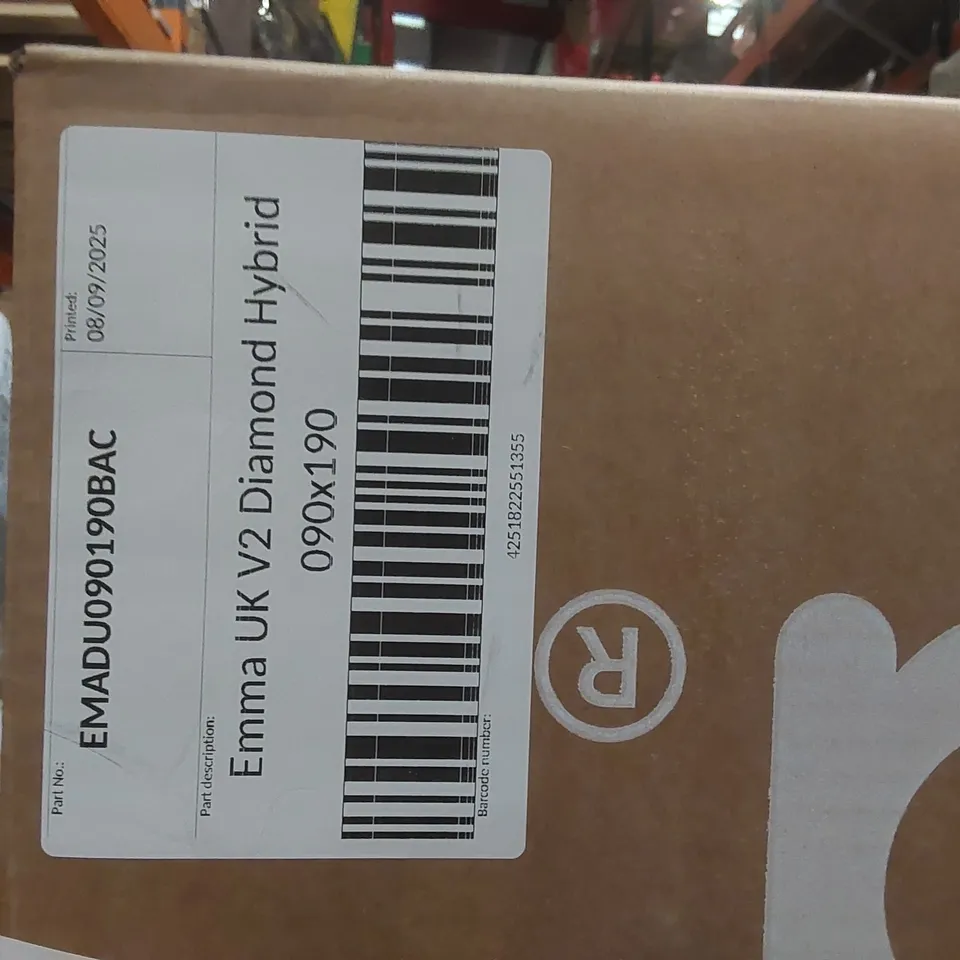 Part No.:
EMADU090190BAC
Printed:
08/09/2025
Part description:
Emma UK V2 Diamond Hybrid
090x190
Barcode number:
4251822551355
®